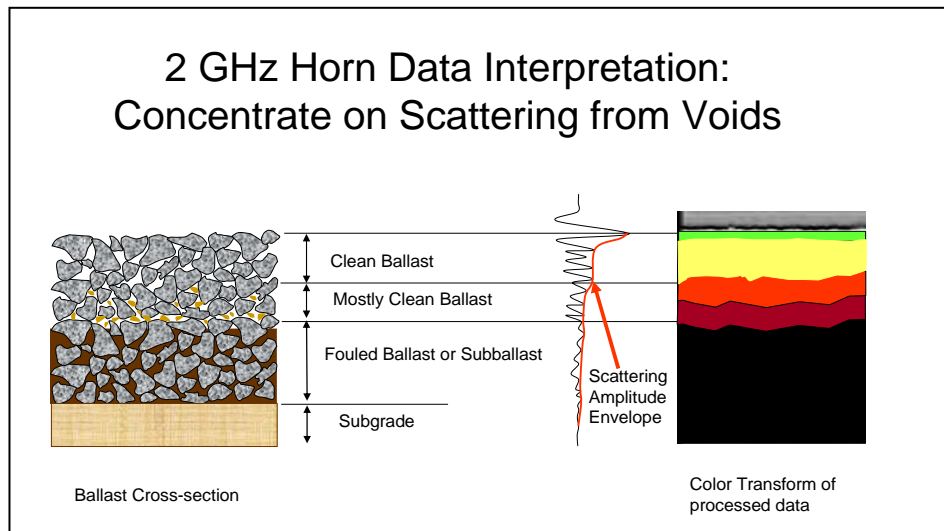 2 GHz Horn Data Interpretation:
Concentrate on Scattering from Voids
Clean Ballast
Mostly Clean Ballast
Fouled Ballast or Subballast
Subgrade
Scattering
Amplitude
Envelope
Ballast Cross-section
Color Transform of
processed data